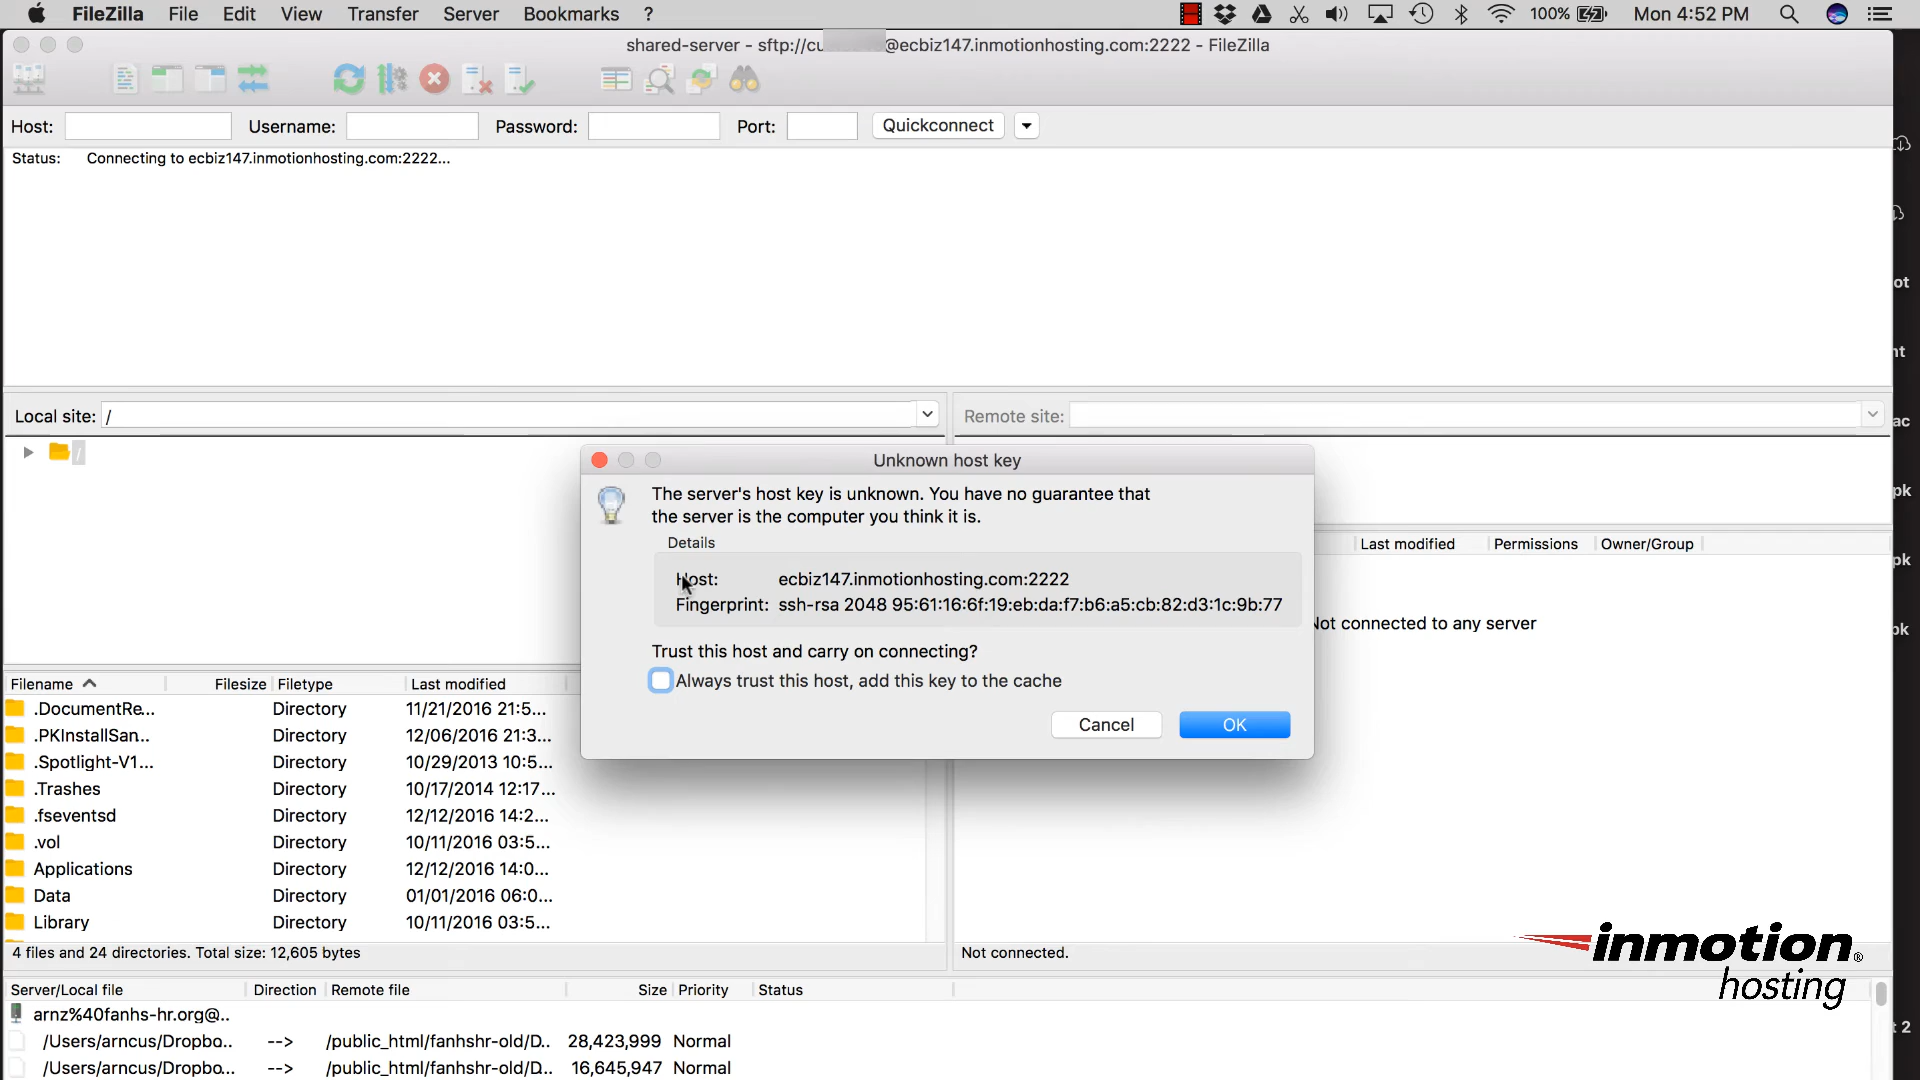 FileZilla File Edit View Transfer Server Bookmarks ? 100% Mon 4:52 PM
shared-server - sftp://cu @ecbiz147.inmotionhosting.com:2222 - FileZilla
Host: Username: Password: Port: Quickconnect
Status: Connecting to ecbiz147.inmotionhosting.com:2222...
Local site: /
Remote site:
/
Unknown host key
The server's host key is unknown. You have no guarantee that
the server is the computer you think it is.
Details
Host: ecbiz147.inmotionhosting.com:2222
Fingerprint: ssh-rsa 2048 95:61:16:6f:19:eb:da:f7:b6:a5:cb:82:d3:1c:9b:77
Trust this host and carry on connecting?
Always trust this host, add this key to the cache
Cancel OK
Last modified Permissions Owner/Group
Not connected to any server
Filename Filesize Filetype Last modified
.DocumentRe... Directory 11/21/2016 21:5...
.PKInstallSan... Directory 12/06/2016 21:3...
.Spotlight-V1... Directory 10/29/2013 10:5...
.Trashes Directory 10/17/2014 12:17...
.fseventsd Directory 12/12/2016 14:2...
.vol Directory 10/11/2016 03:5...
Applications Directory 12/12/2016 14:0...
Data Directory 01/01/2016 06:0...
Library Directory 10/11/2016 03:5...
4 files and 24 directories. Total size: 12,605 bytes
Not connected.
inmotion®
hosting
Server/Local file Direction Remote file Size Priority Status
arnz%40fanhs-hr.org@..
/Users/arncus/Dropbo... --> /public_html/fanhshr-old/D... 28,423,999 Normal
/Users/arncus/Dropbo... --> /public_html/fanhshr-old/D... 16,645,947 Normal
ot
nt
ac
pk
pk
pk
t 2